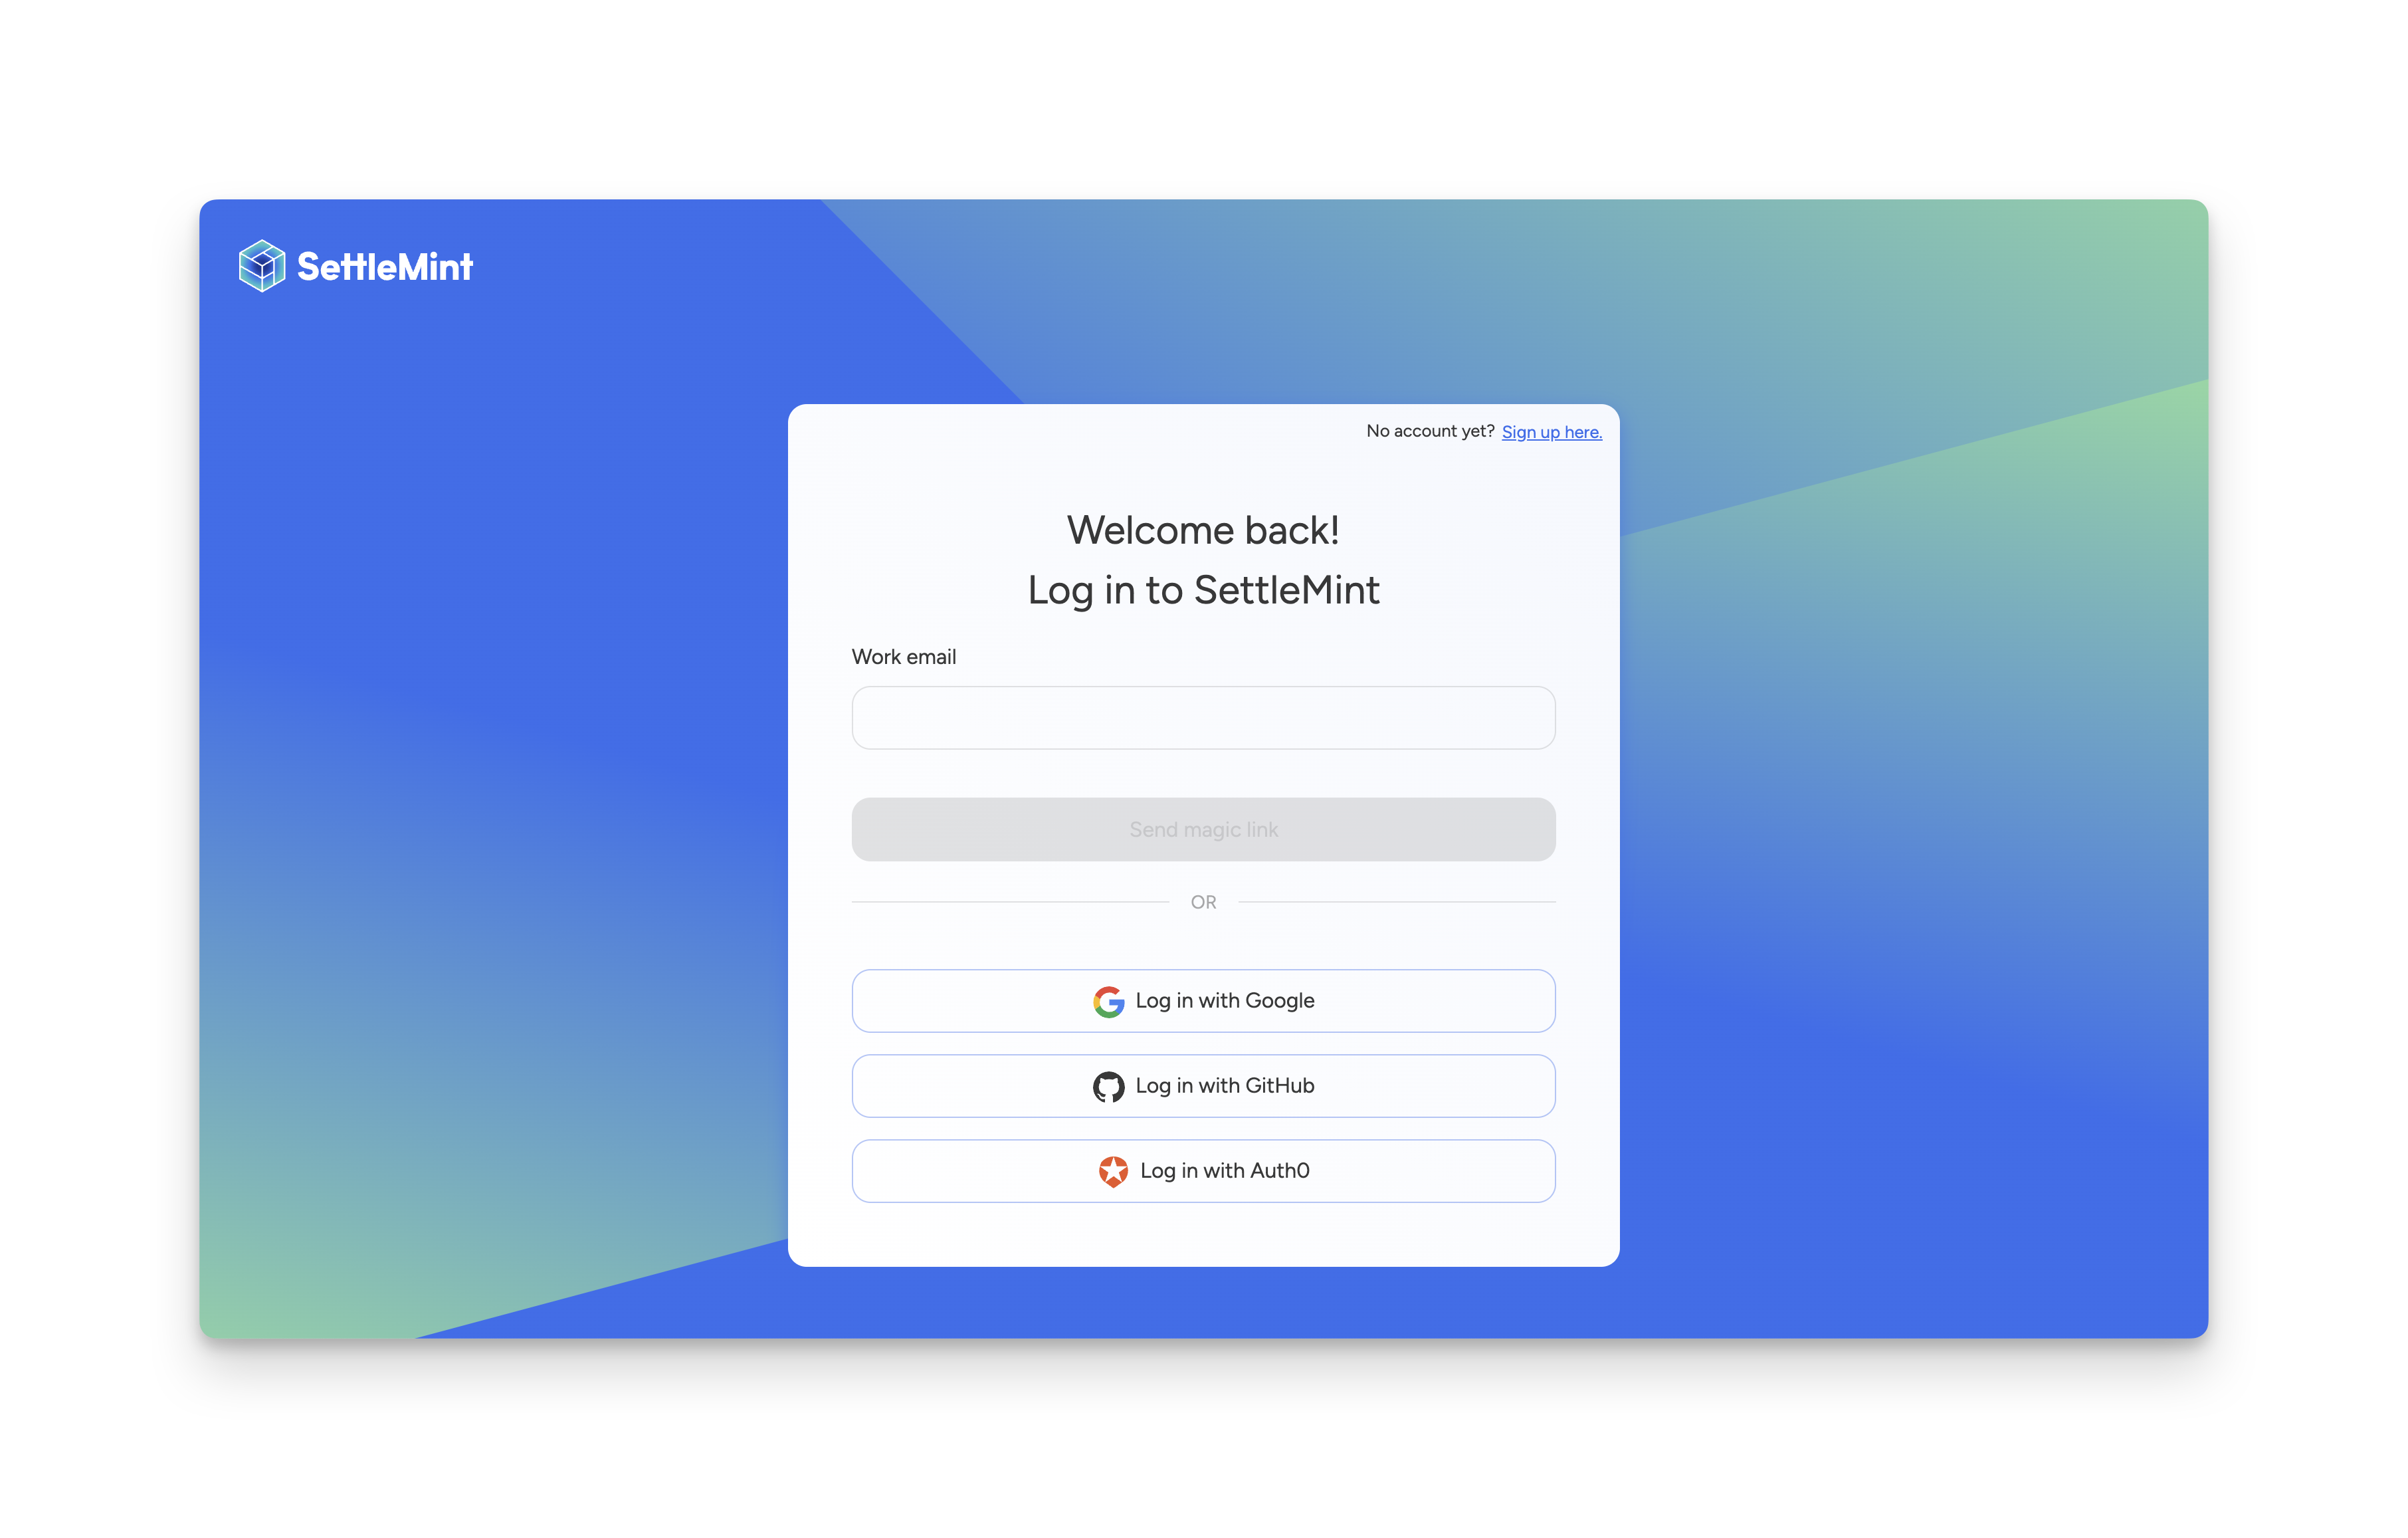 SettleMint
No account yet? Sign up here.
Welcome back!
Log in to SettleMint
Work email
Send magic link
OR
Log in with Google
Log in with GitHub
Log in with Auth0